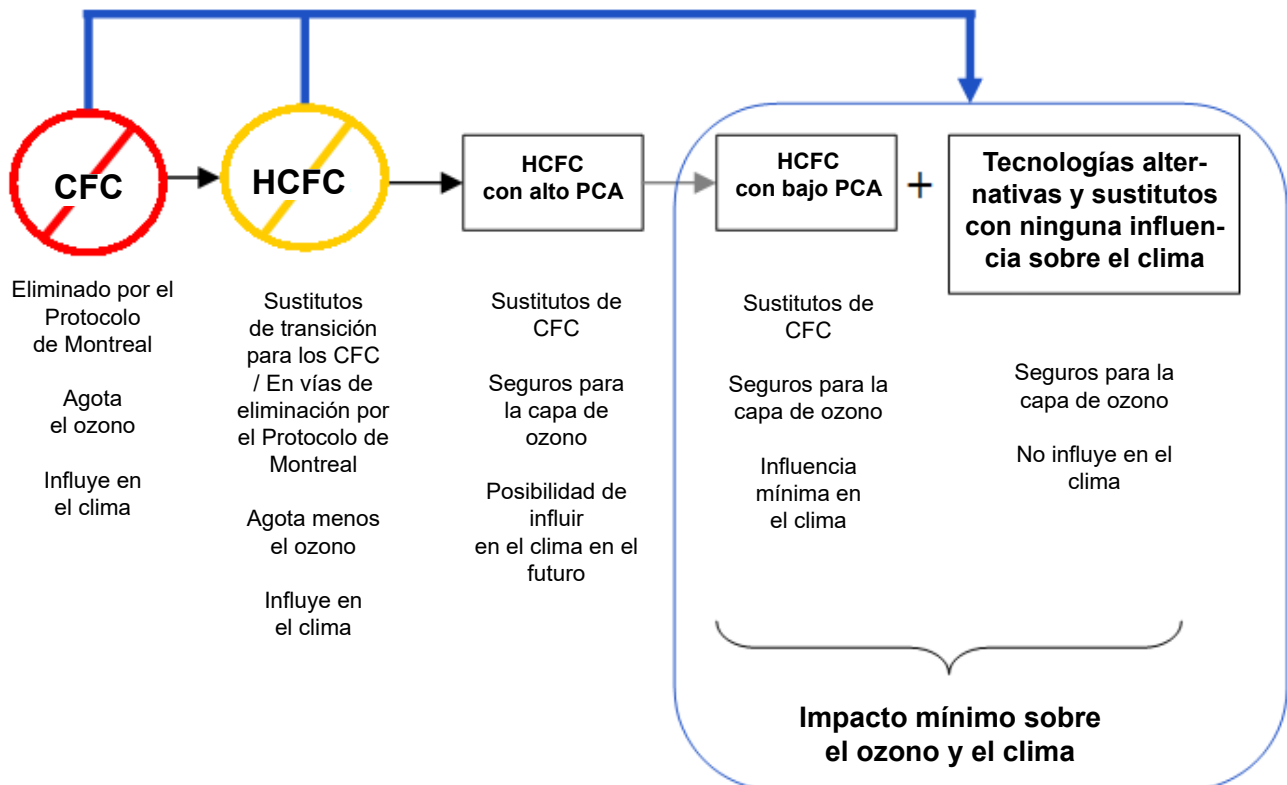 CFC
Eliminado por el
Protocolo
de Montreal
Agota
el ozono
Influye en
el clima
HCFC
Sustitutos
de transición
para los CFC
/ En vías de
eliminación por
el Protocolo de
Montreal
Agota menos
el ozono
Influye en
el clima
HCFC
con alto PCA
Sustitutos de
CFC
Seguros para
la capa de
ozono
Posibilidad de
influir
en el clima en el
futuro
HCFC
con bajo PCA
Sustitutos de
CFC
Seguros para la
capa de ozono
Influencia
mínima en
el clima
+
Tecnologías alter-
nativas y sustitutos
con ninguna influen-
cia sobre el clima
Seguros para la
capa de ozono
No influye en el
clima
Impacto mínimo sobre
el ozono y el clima